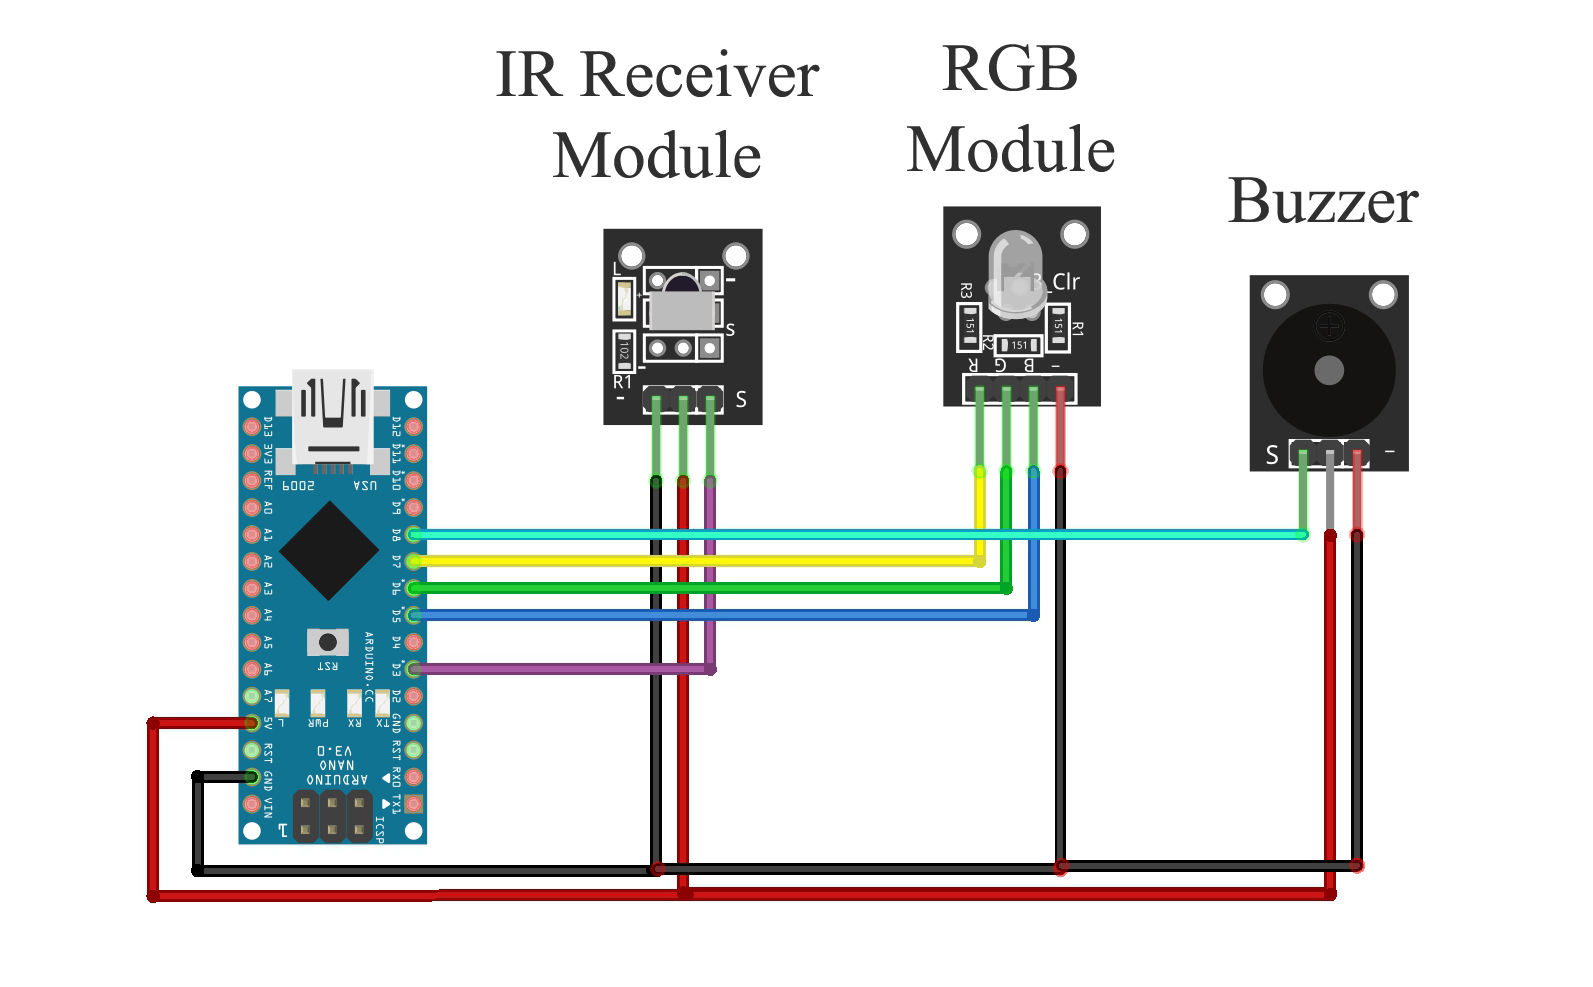 IR Receiver
Module
RGB
Module
Buzzer
L
+
-
S
102
-
R1
-
S
_Clr
R3
R1
151
151
R2
151
R
G
B
-
S
-
D13
3V3
REF
A0
A1
A2
A3
A4
A5
A6
A7
5V
RST
GND
VIN
D12
D11
D10
D9
D8
D7
D6
D5
D4
D3
D2
GND
RST
RX0
TX1
USA
2009
RST
ARDUINO.CC
TX
RX
PWR
L
ARDUINO
NANO
V3.0
ICSP
1